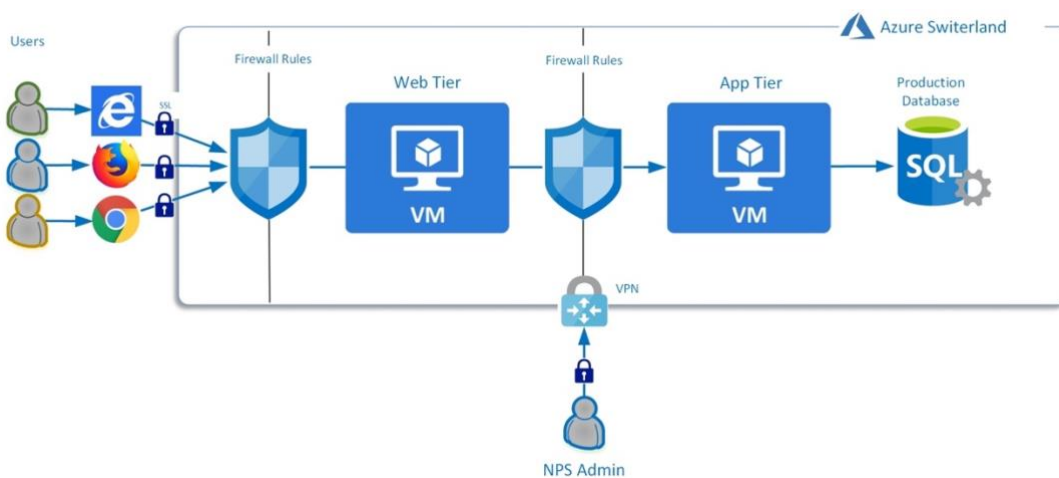 Users
Azure Switerland
Firewall Rules
Firewall Rules
Web Tier
App Tier
Production
Database
SSL
SQL
VM
VM
VPN
NPS Admin